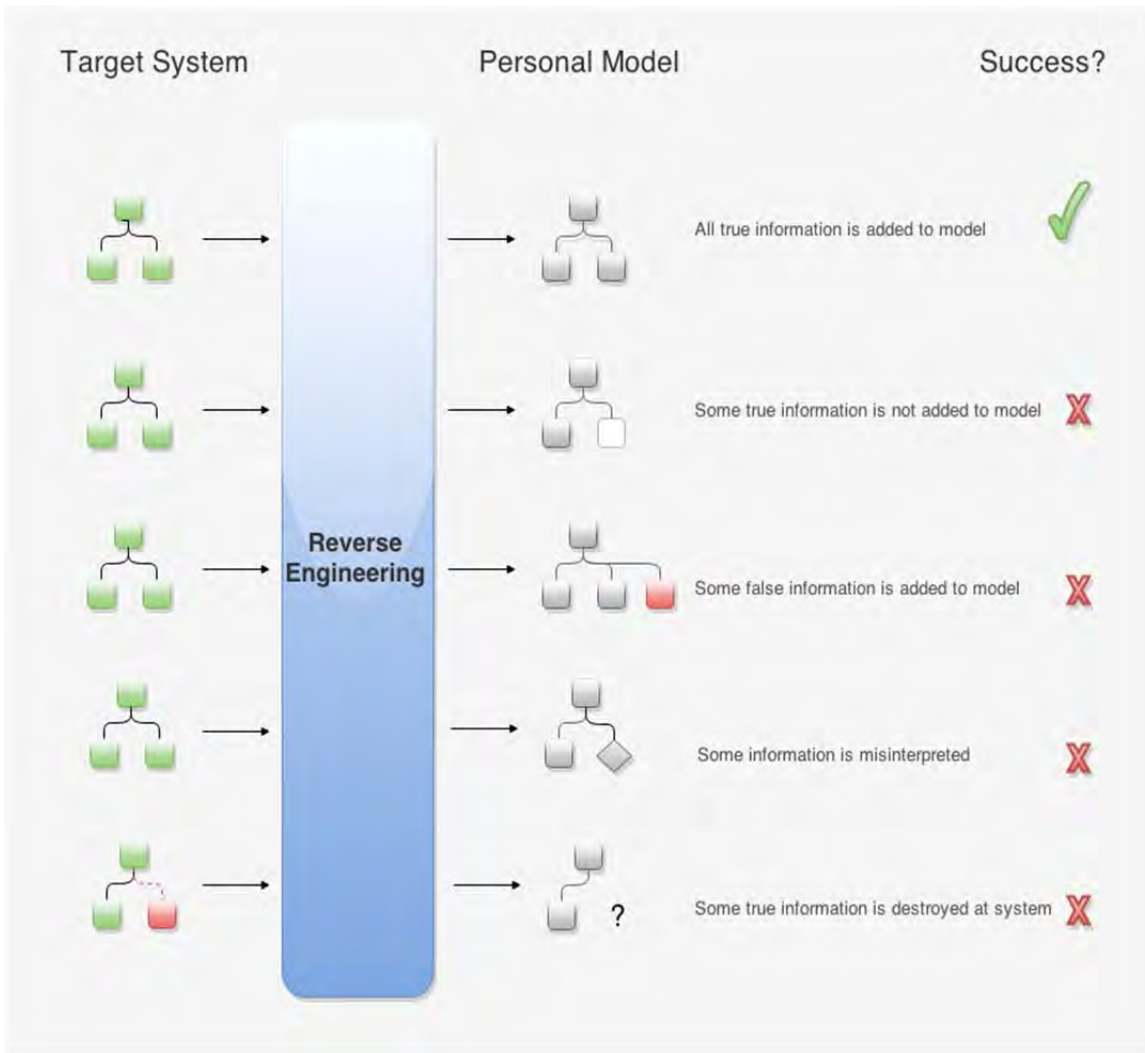 Target System
Personal Model
Success?
All true information is added to model
Some true information is not added to model
X
Reverse
Engineering
Some false information is added to model
X
Some information is misinterpreted
X
?
Some true information is destroyed at system
X